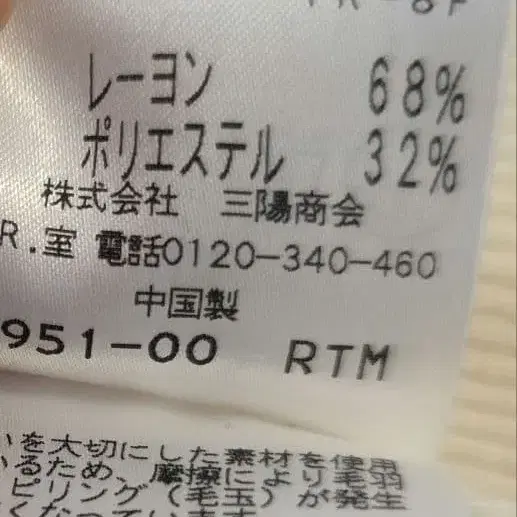 レーヨン 68%
ポリエステル 32%
株式会社 三陽商会
R.室 電話0120-340-460
中国製
951-00 RTM
を大切にした素材を使用
るため、摩擦により毛羽
ピリング(毛玉)が発生